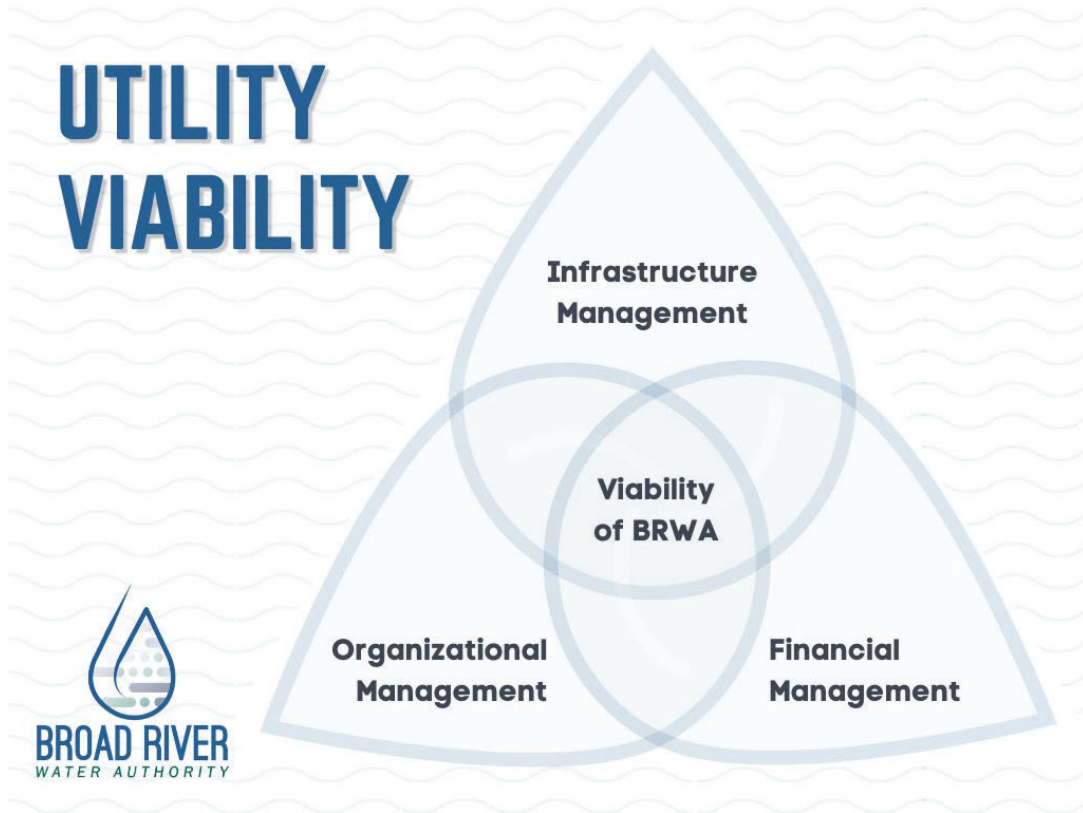 UTILITY
VIABILITY
Infrastructure
Management
Viability
of BRWA
Organizational
Management
Financial
Management
BROAD RIVER
WATER AUTHORITY